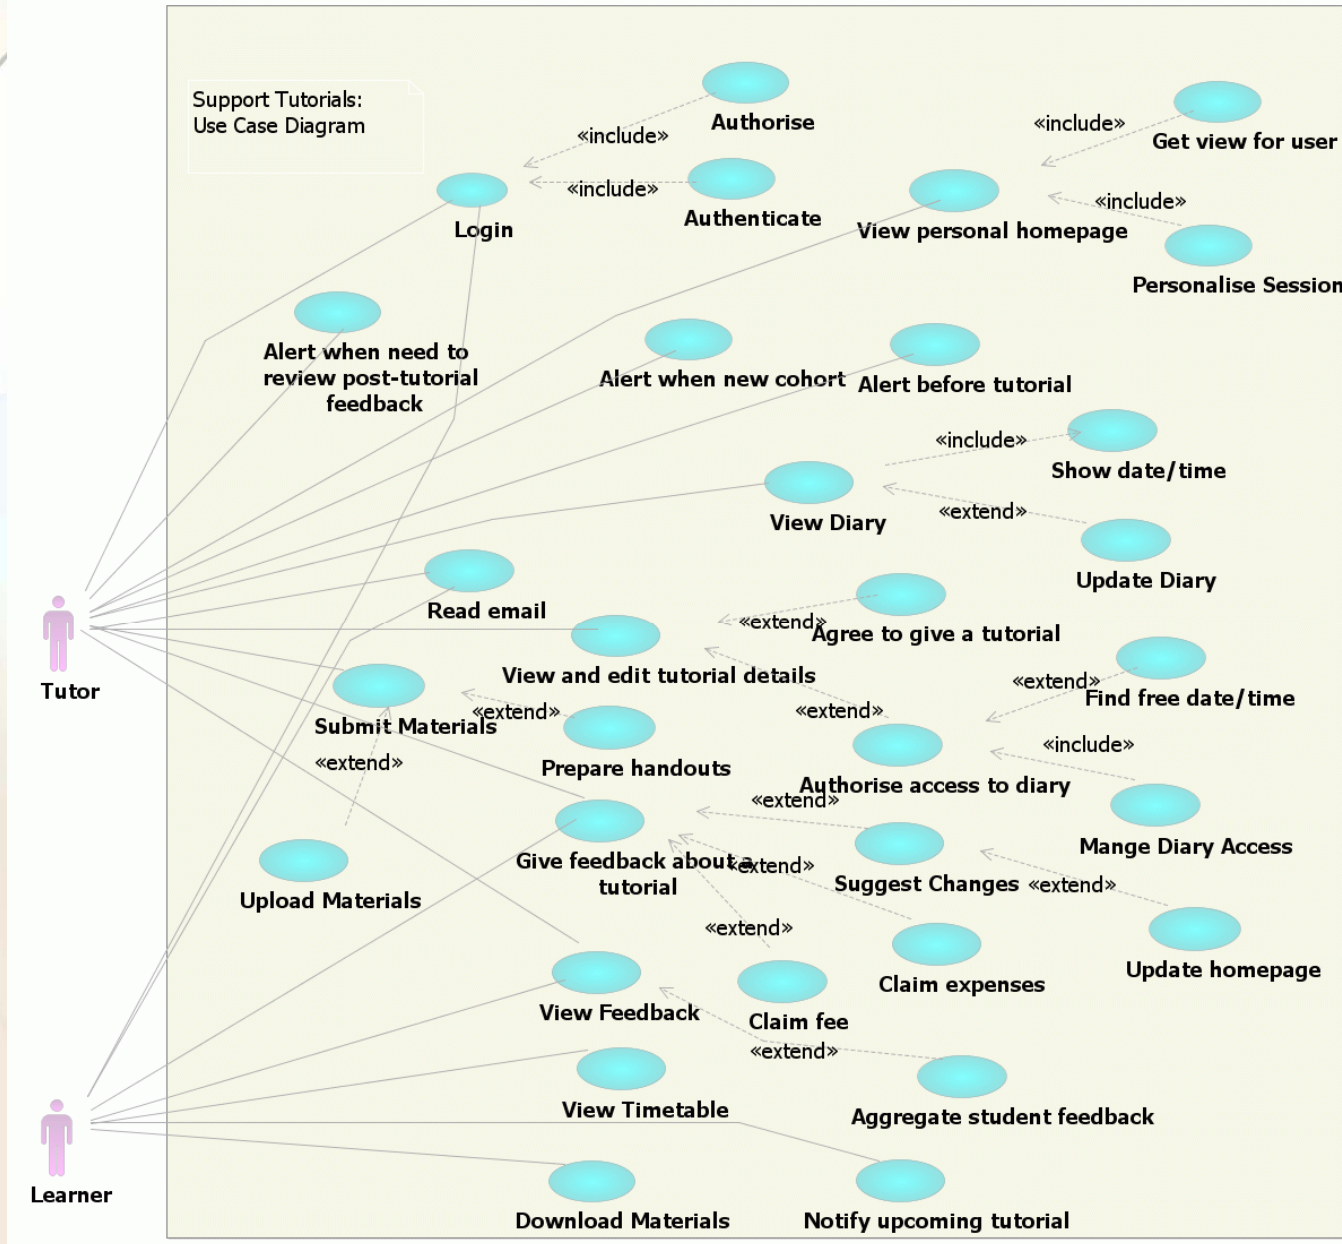 Support Tutorials:
Use Case Diagram
Authorise
«include»
Get view for user
«include»
Authenticate
«include»
Login
View personal homepage
«include»
Personalise Session
Alert when need to
review post-tutorial
feedback
Alert when new cohort
Alert before tutorial
«include»
Show date/time
View Diary
«extend»
Update Diary
Read email
«extend»
Agree to give a tutorial
View and edit tutorial details
Tutor
«extend»
Find free date/time
Submit Materials
«extend»
«extend»
«include»
«extend»
Prepare handouts
Authorise access to diary
«extend»
Mange Diary Access
Give feedback about a
tutorial
«extend»
Suggest Changes
«extend»
Upload Materials
«extend»
Claim expenses
Update homepage
View Feedback
Claim fee
«extend»
View Timetable
Aggregate student feedback
Learner
Download Materials
Notify upcoming tutorial